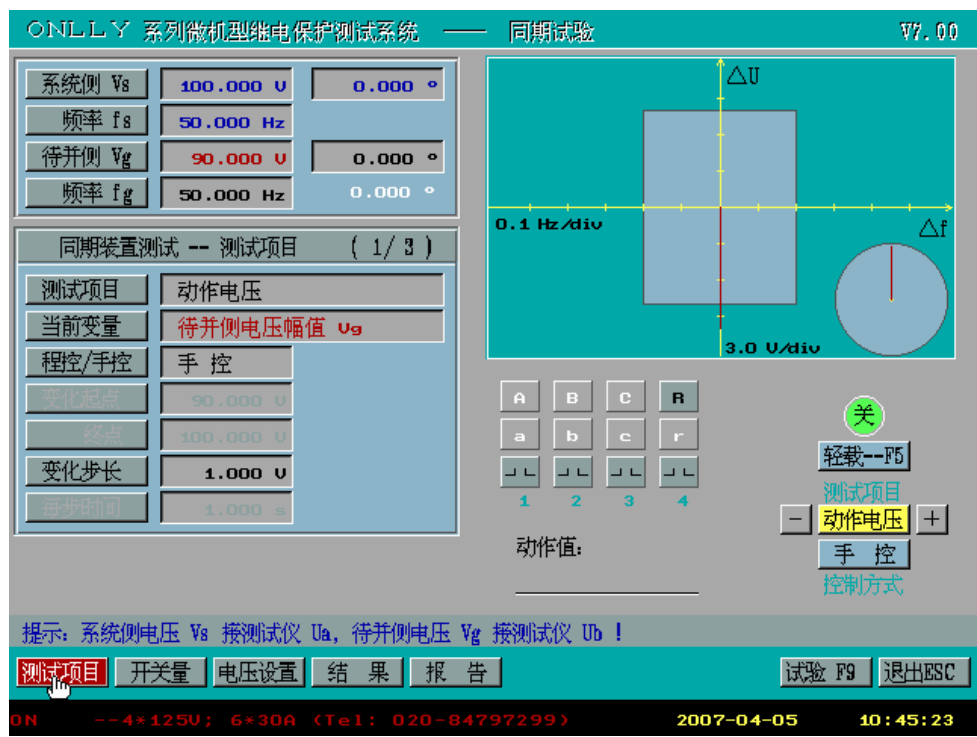 ONLLY 系列微机型继电保护测试系统 —— 同期试验 V7.00
系统侧 Vs 100.000 V 0.000 °
频率 fs 50.000 Hz
待并侧 Vg 90.000 V 0.000 °
频率 fg 50.000 Hz 0.000 °
△U
0.1 Hz/div
△f
3.0 V/div
同期装置测试 -- 测试项目 ( 1/ 3 )
测试项目 动作电压
当前变量 待并侧电压幅值 Vg
程控/手控 手 控
变化起点 90.000 V
终点 100.000 V
变化步长 1.000 V
每步时间 1.000 s
A B C R
a b c r
1 2 3 4
动作值:
关
轻载--F5
测试项目
- 动作电压 +
手 控
控制方式
提示: 系统侧电压 Vs 接测试仪 Ua, 待并侧电压 Vg 接测试仪 Ub !
测试项目 开关量 电压设置 结 果 报 告 试验 F9 退出ESC
ON --4*125V; 6*30A (Tel: 020-84797299) 2007-04-05 10:45:23